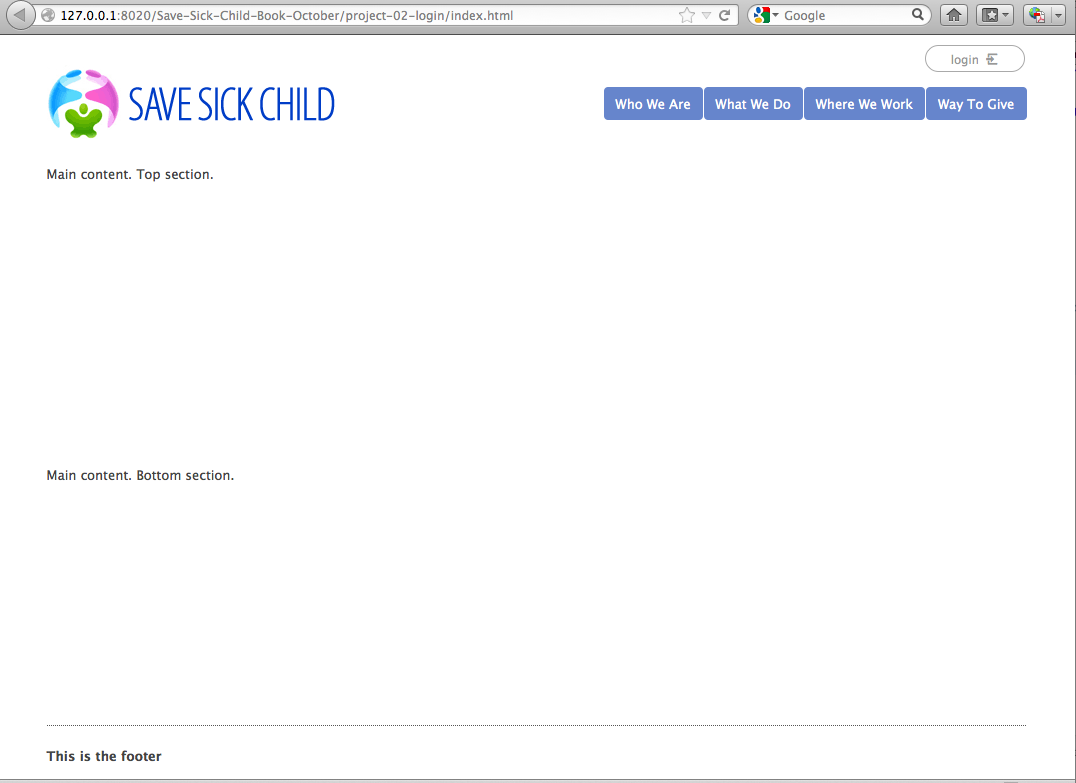 127.0.0.1:8020/Save-Sick-Child-Book-October/project-02-login/index.html
Google
login
SAVE SICK CHILD
Who We Are
What We Do
Where We Work
Way To Give
Main content. Top section.
Main content. Bottom section.
This is the footer